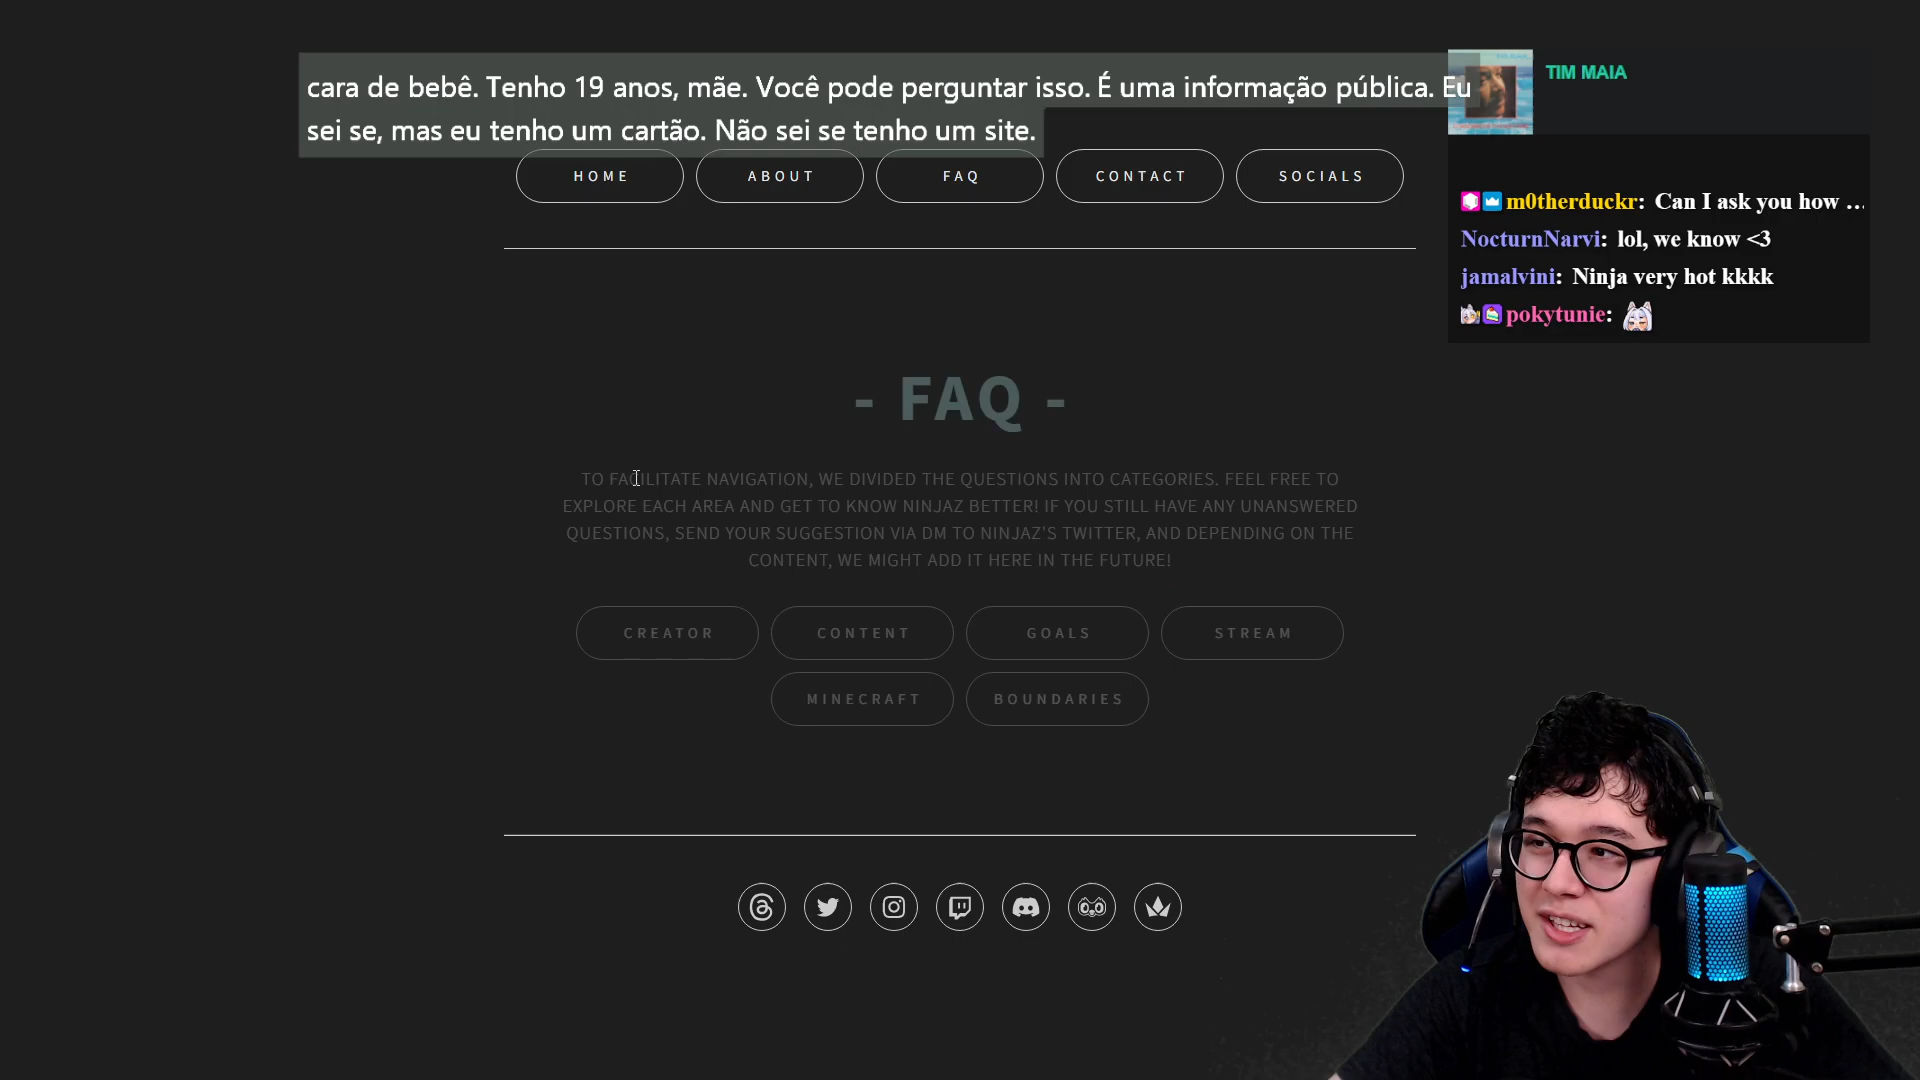 cara de bebê. Tenho 19 anos, mãe. Você pode perguntar isso. É uma informação pública. Eu
sei se, mas eu tenho um cartão. Não sei se tenho um site.
TIM MAIA
HOME ABOUT FAQ CONTACT SOCIALS
m0therduckr: Can I ask you how ...
NocturnNarvi: lol, we know <3
jamalvini: Ninja very hot kkkk
pokytunie:
- FAQ -
TO FACILITATE NAVIGATION, WE DIVIDED THE QUESTIONS INTO CATEGORIES. FEEL FREE TO
EXPLORE EACH AREA AND GET TO KNOW NINJAZ BETTER! IF YOU STILL HAVE ANY UNANSWERED
QUESTIONS, SEND YOUR SUGGESTION VIA DM TO NINJAZ'S TWITTER, AND DEPENDING ON THE
CONTENT, WE MIGHT ADD IT HERE IN THE FUTURE!
CREATOR CONTENT GOALS STREAM
MINECRAFT BOUNDARIES